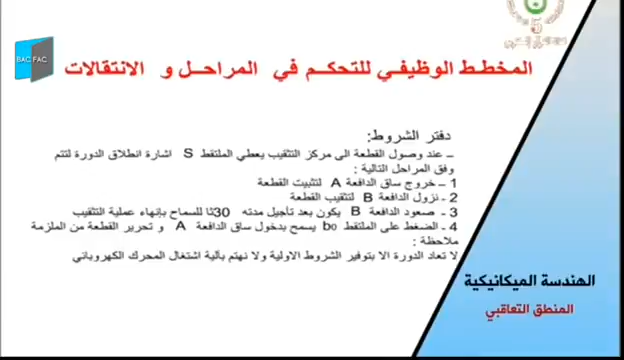 BAC FAC
المخطط الوظيفي للتحكم في المراحل و الانتقالات
دفتر الشروط:
ــ عند وصول القطعة الى مركز التثقيب يعطي الملتقط S اشارة انطلاق الدورة لتتم
وفق المراحل التالية :
1 – خروج ساق الدافعة A لتثبيت القطعة
2 - نزول الدافعة B لتثقيب القطعة
3 - صعود الدافعة B يكون بعد تأجيل مدته 30ثا للسماح بإنهاء عملية التثقيب
4 - الضغط على الملتقط b₀ يسمح بدخول ساق الدافعة A و تحرير القطعة من الملزمة
ملاحظة :
لا تعاد الدورة الا بتوفير الشروط الاولية ولا نهتم بآلية اشتغال المحرك الكهروبائي
الهندسة الميكانيكية
المنطق التعاقبي